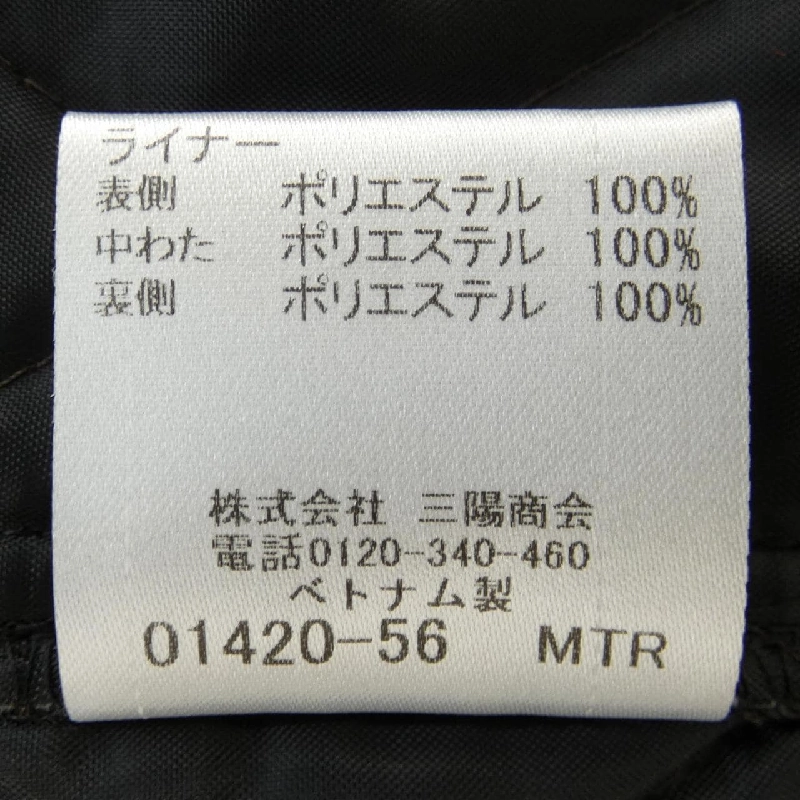 ライナー
表側 ポリエステル 100%
中わた ポリエステル 100%
裏側 ポリエステル 100%
株式会社 三陽商会
電話0120-340-460
ベトナム製
01420-56 MTR